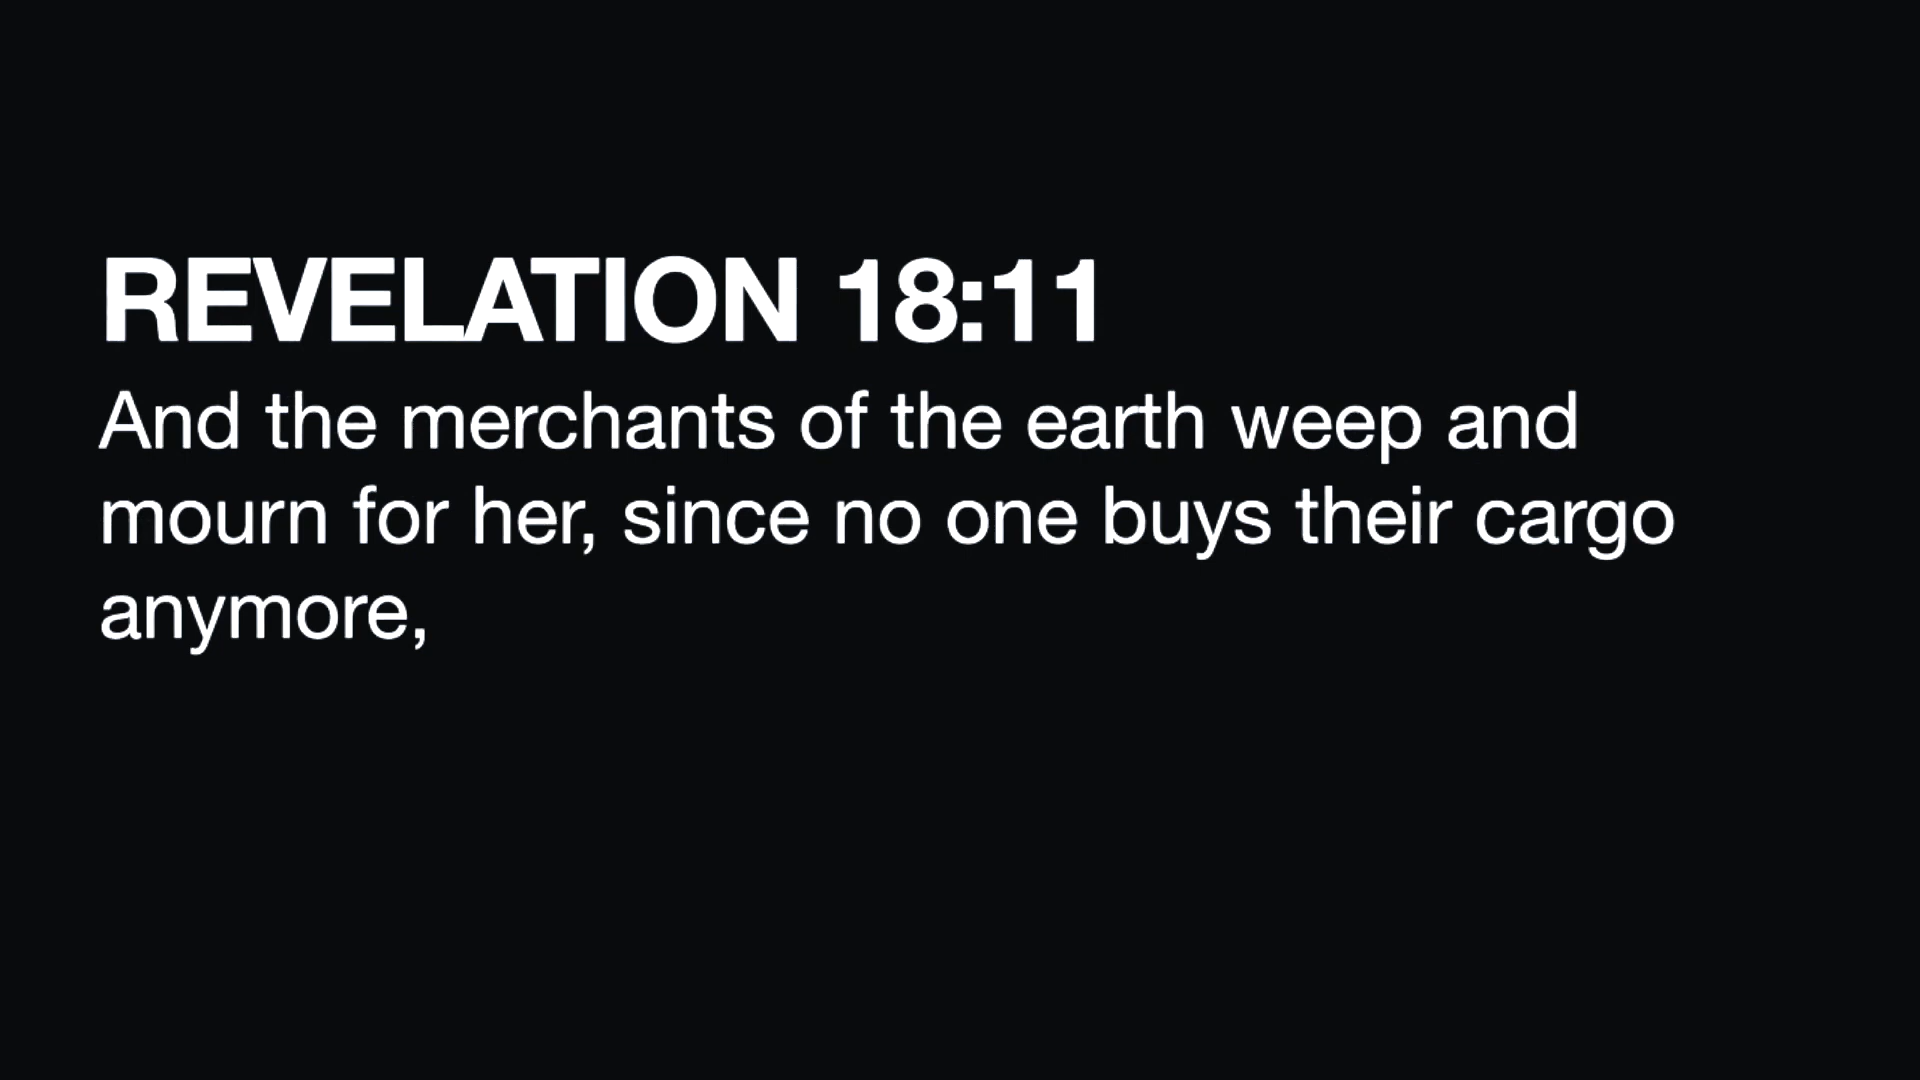 REVELATION 18:11
And the merchants of the earth weep and
mourn for her, since no one buys their cargo
anymore,